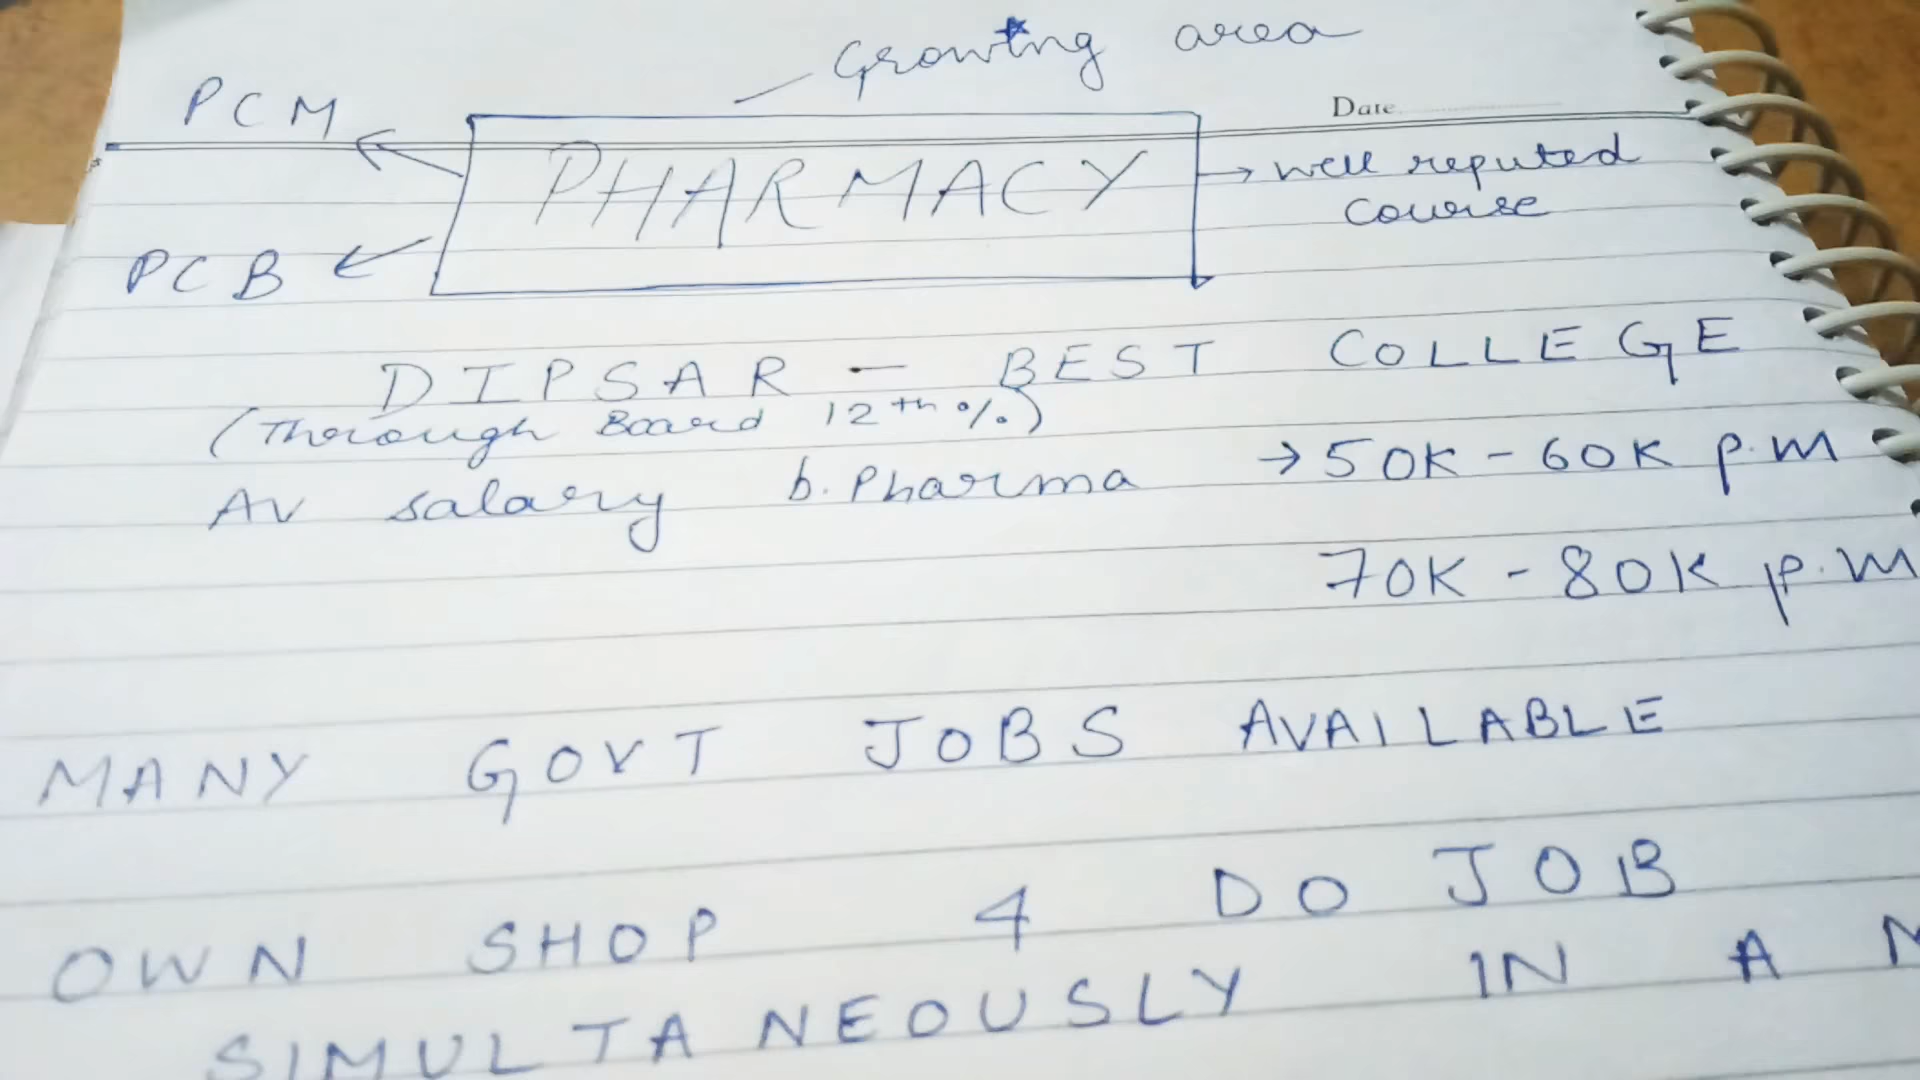 Growing area
PCM
Date
PHARMACY
well reputed
course
PCB
DIPSAR - BEST COLLEGE
(Through Board 12th %)
AV salary b. Pharma → 50K - 60K p.m
70K - 80K p.m
MANY GOVT JOBS AVAILABLE
OWN SHOP & DO JOB
SIMULTANEOUSLY IN A